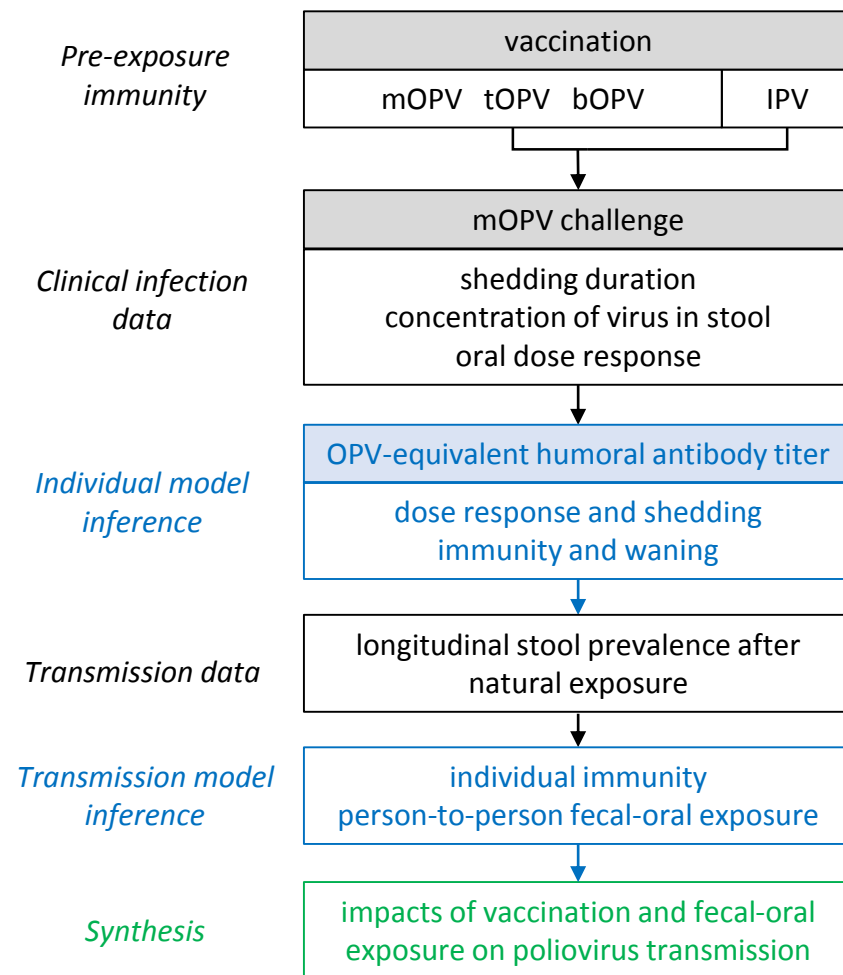 Pre-exposure
immunity
vaccination
mOPV tOPV bOPV
IPV
mOPV challenge
Clinical infection
data
shedding duration
concentration of virus in stool
oral dose response
Individual model
inference
OPV-equivalent humoral antibody titer
dose response and shedding
immunity and waning
Transmission data
longitudinal stool prevalence after
natural exposure
Transmission model
inference
individual immunity
person-to-person fecal-oral exposure
Synthesis
impacts of vaccination and fecal-oral
exposure on poliovirus transmission